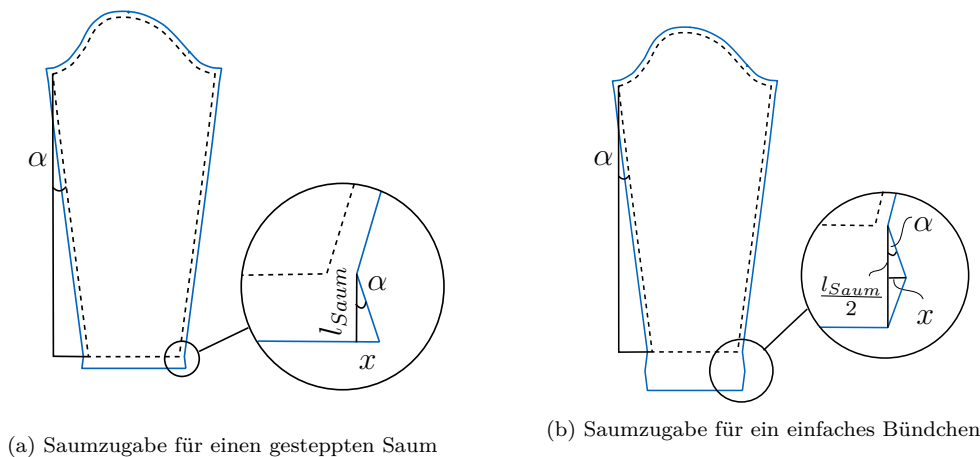 α
α
l_Saum
x
(a) Saumzugabe für einen gesteppten Saum
α
α
l_Saum
2
x
(b) Saumzugabe für ein einfaches Bündchen